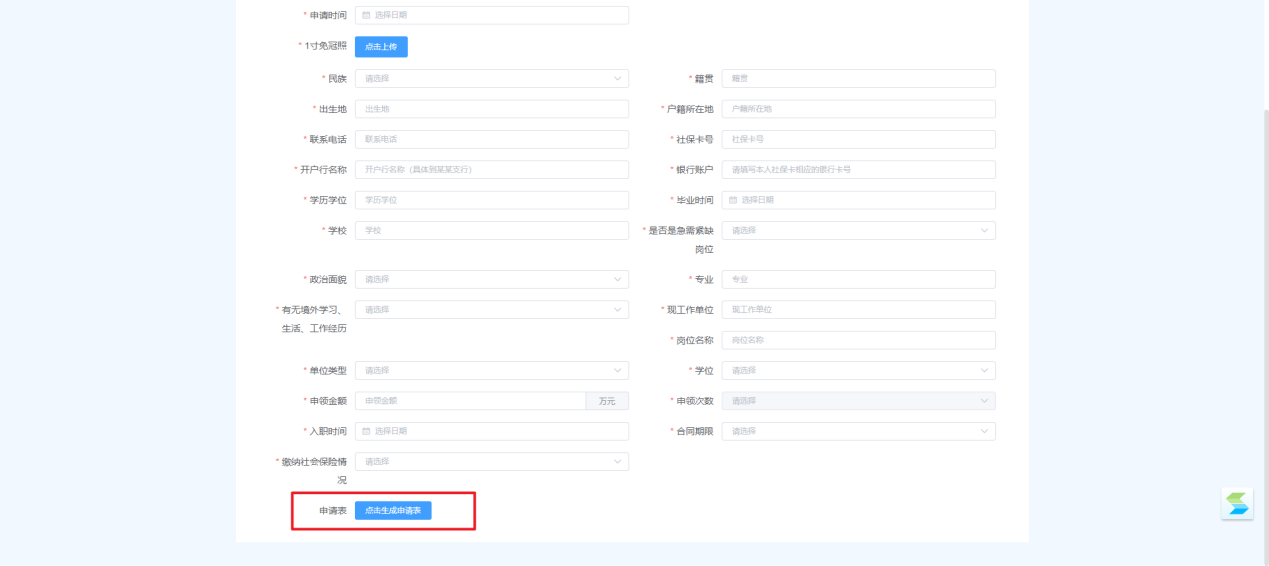 * 申请时间 选择日期
* 1寸免冠照 点击上传
* 民族 请选择 * 籍贯 籍贯
* 出生地 出生地 * 户籍所在地 户籍所在地
* 联系电话 联系电话 * 社保卡号 社保卡号
* 开户行名称 开户行名称（具体到某某支行） * 银行账户 请填写本人社保卡相应的银行卡号
* 学历学位 学历学位 * 毕业时间 选择日期
* 学校 学校 * 是否是急需紧缺 请选择
岗位
* 政治面貌 请选择 * 专业 专业
* 有无境外学习、 请选择 * 现工作单位 现工作单位
生活、工作经历
* 岗位名称 岗位名称
* 单位类型 请选择 * 学位 请选择
* 申领金额 申领金额 万元 * 申领次数 请选择
* 入职时间 选择日期 * 合同期限 请选择
* 缴纳社会保险情 请选择
况
申请表 点击生成申请表